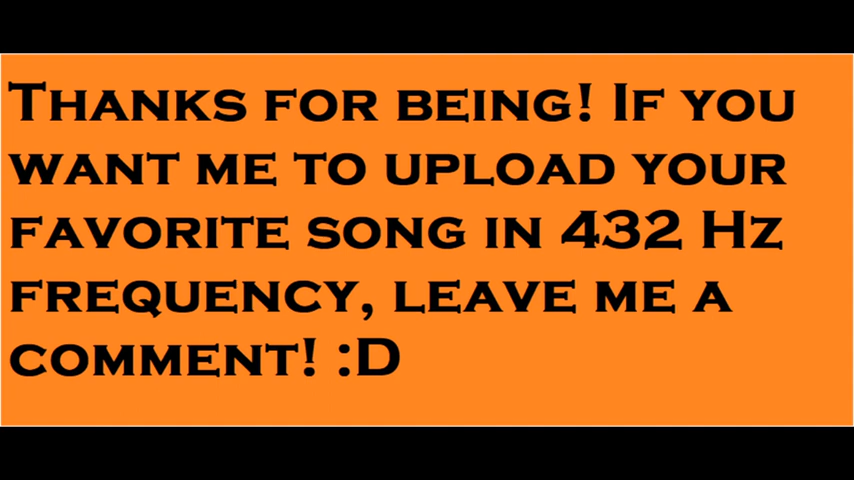 Thanks for being! If you
want me to upload your
favorite song in 432 Hz
frequency, leave me a
comment! :D